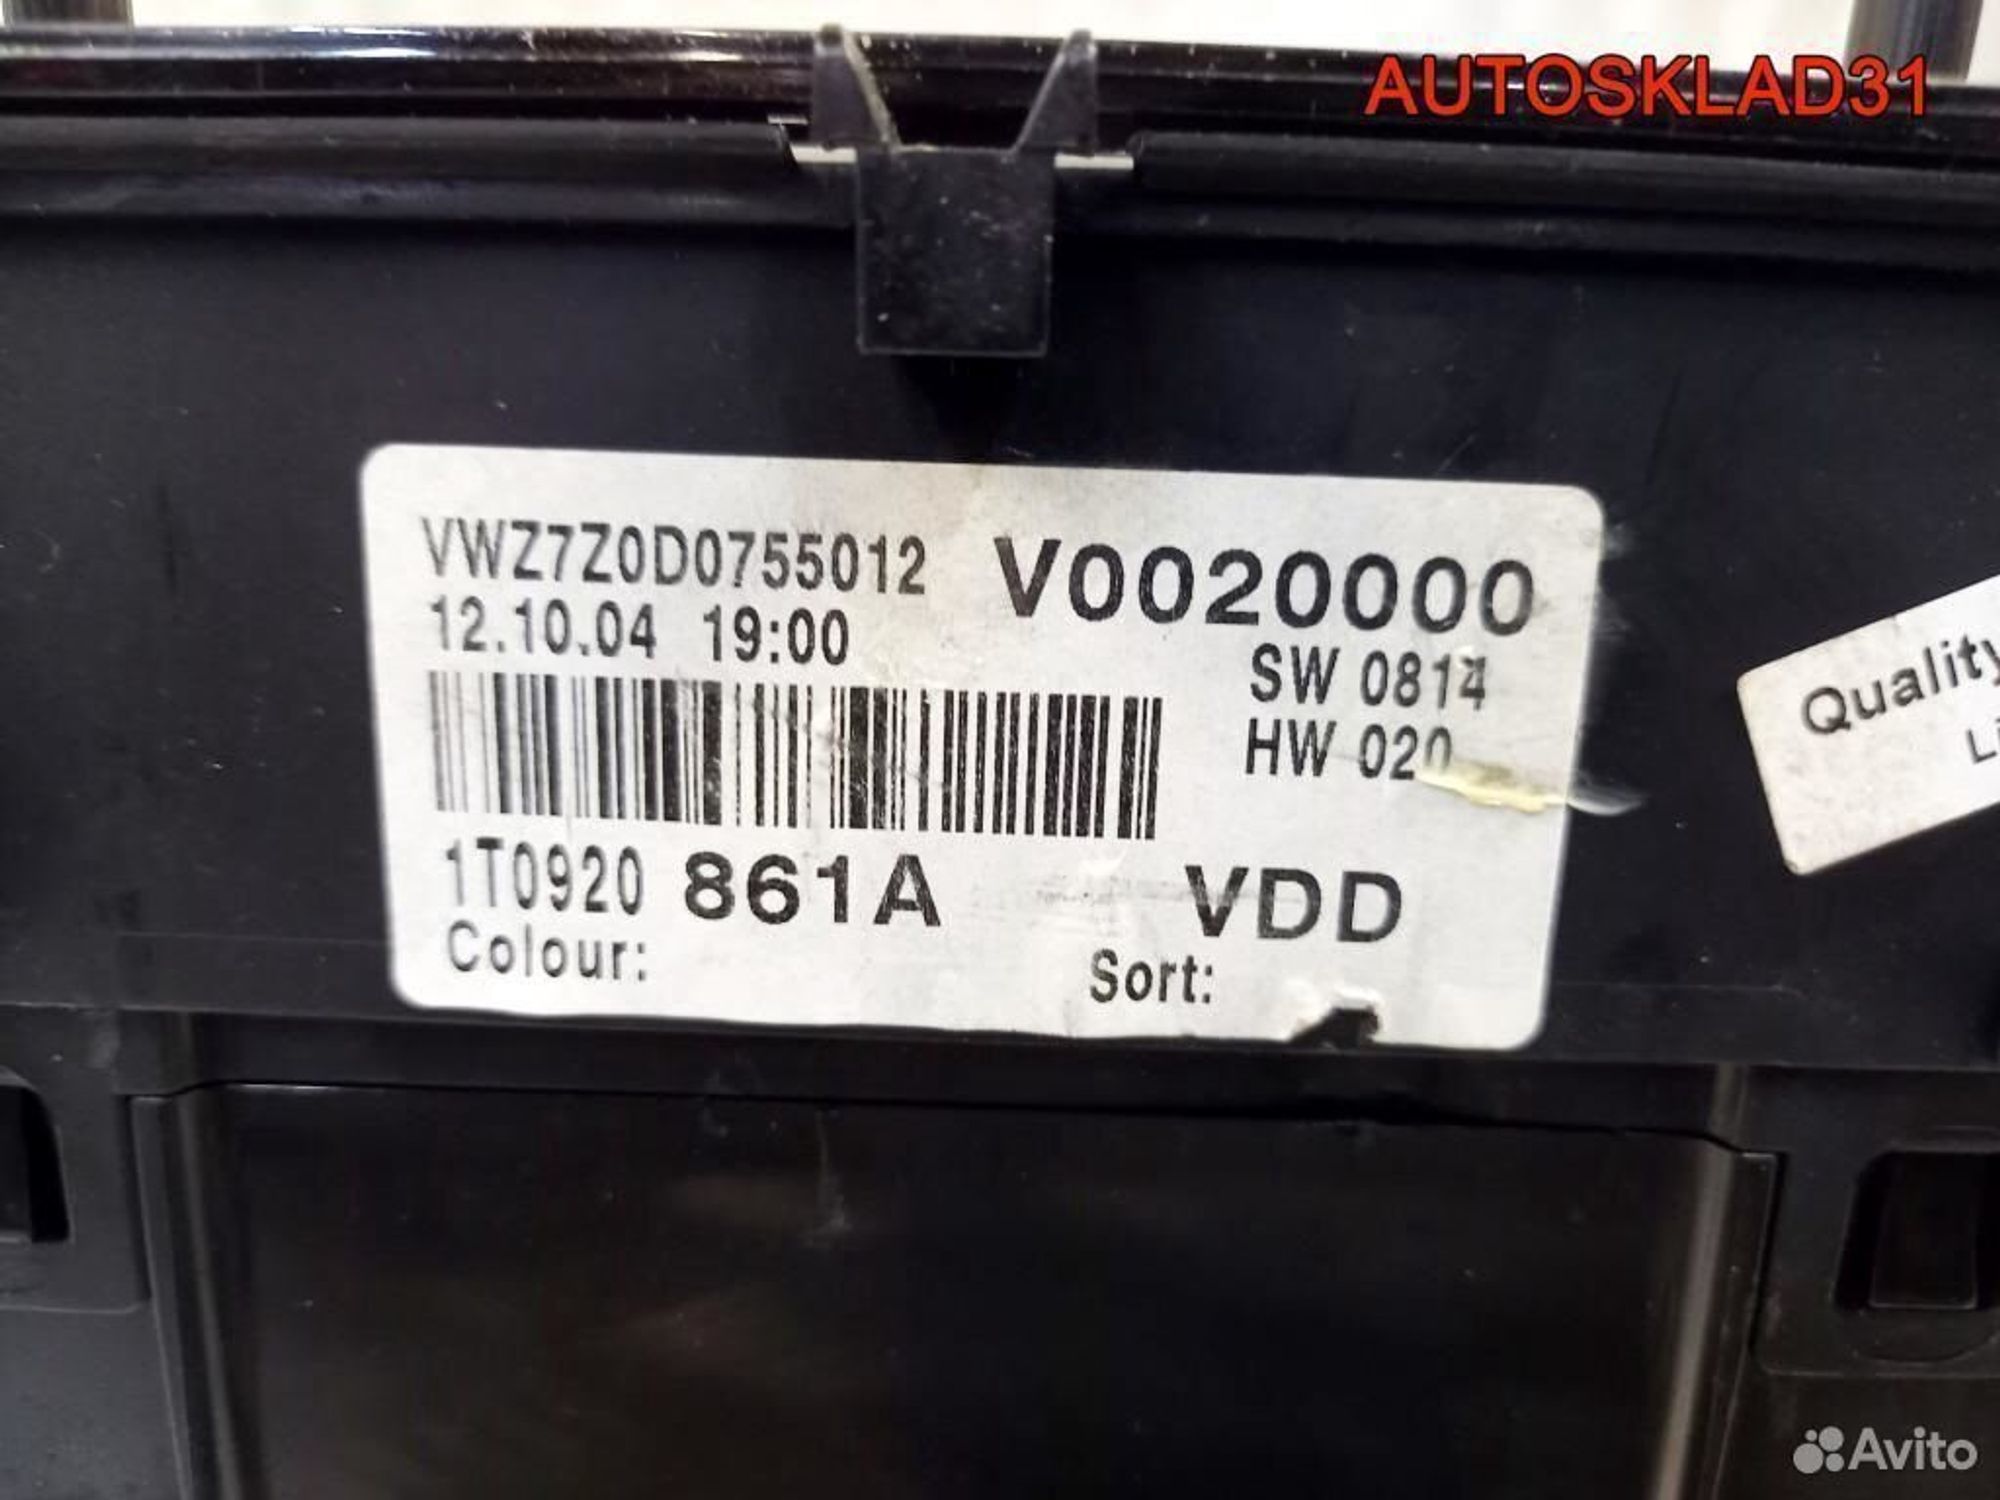 AUTOSKLAD31
VWZ7Z0D0755012 V0020000
12.10.04 19:00 SW 0814
HW 020
1T0920 861A VDD
Colour: Sort:
Quality
Avito